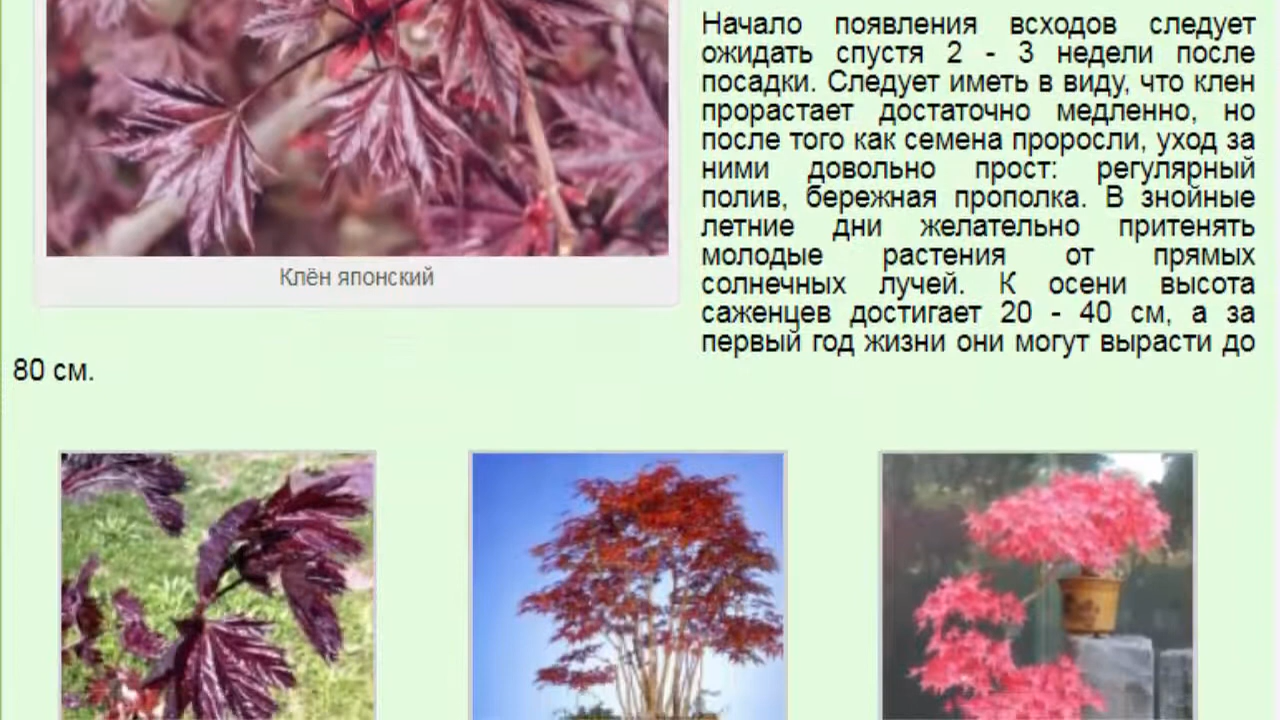 Начало появления всходов следует
ожидать спустя 2 - 3 недели после
посадки. Следует иметь в виду, что клен
прорастает достаточно медленно, но
после того как семена проросли, уход за
ними довольно прост: регулярный
полив, бережная прополка. В знойные
летние дни желательно притенять
молодые растения от прямых
солнечных лучей. К осени высота
саженцев достигает 20 - 40 см, а за
первый год жизни они могут вырасти до
80 см.
Клён японский